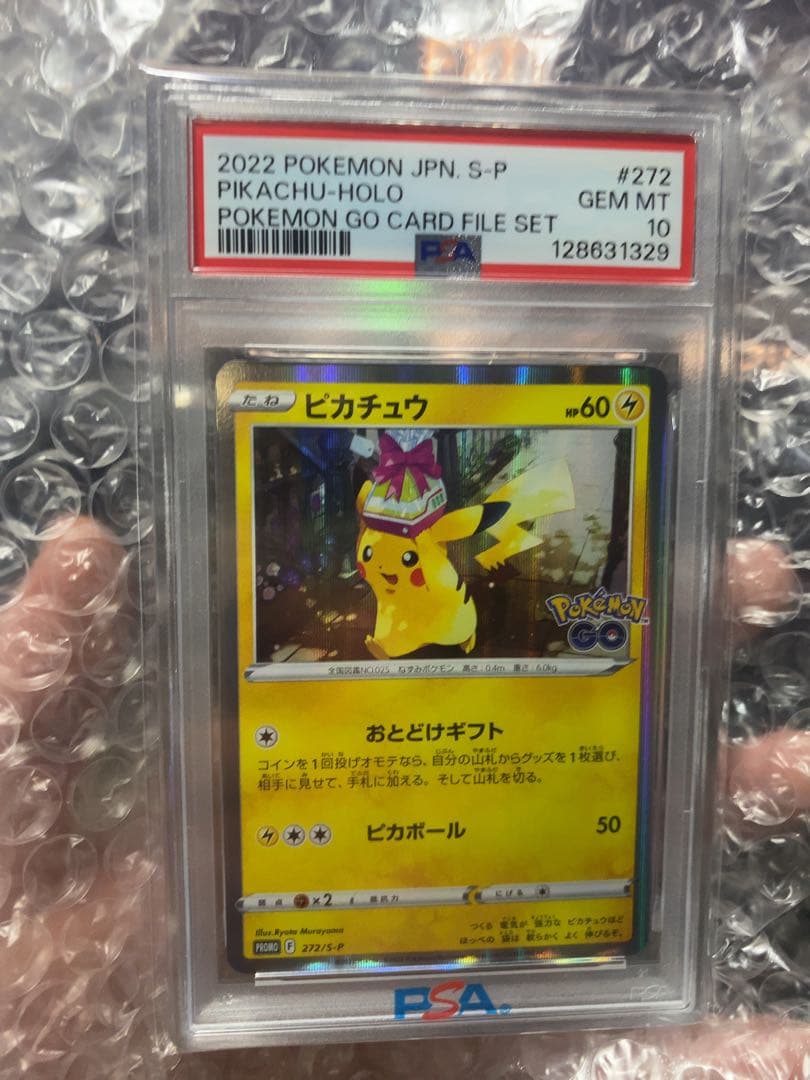 2022 POKEMON JPN. S-P #272
PIKACHU-HOLO GEM MT
POKEMON GO CARD FILE SET 10
PSA 128631329
たね ピカチュウ HP60
Pokémon
GO
全国図鑑NO.025 ねずみポケモン 高さ:0.4m 重さ:6.0kg
おとどけギフト
コインを1回投げオモテなら、自分の山札からグッズを1枚選び、
相手に見せて、手札に加える。そして山札を切る。
ピカボール 50
弱点 ×2 抵抗力 にげる
Illus.Ryota Murayama
つくる 電気が 強力な ピカチュウほど
ほっぺの 袋は 軟らかく よく 伸びるぞ。
PROMO F 272/S-P
PSA